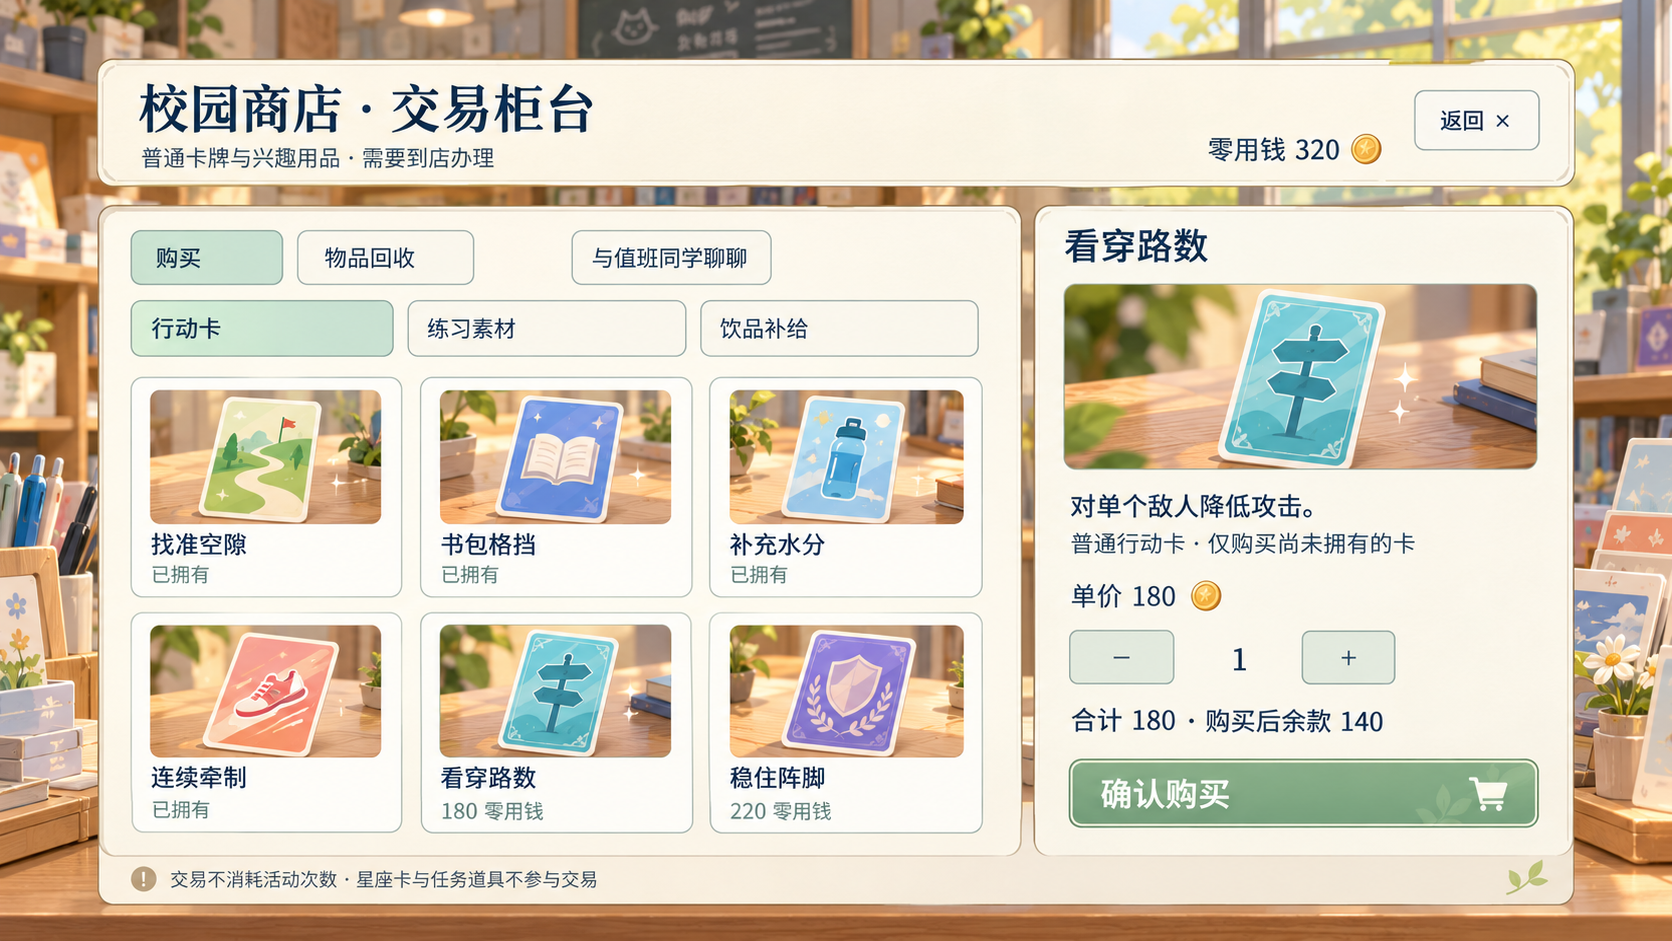 校园商店 · 交易柜台
普通卡牌与兴趣用品 · 需要到店办理
零用钱 320
返回 ×
购买
物品回收
与值班同学聊聊
行动卡
练习素材
饮品补给
找准空隙
已拥有
书包格挡
已拥有
补充水分
已拥有
连续牵制
已拥有
看穿路数
180 零用钱
稳住阵脚
220 零用钱
看穿路数
对单个敌人降低攻击。
普通行动卡 · 仅购买尚未拥有的卡
单价 180
− 1 +
合计 180 · 购买后余款 140
确认购买
! 交易不消耗活动次数 · 星座卡与任务道具不参与交易